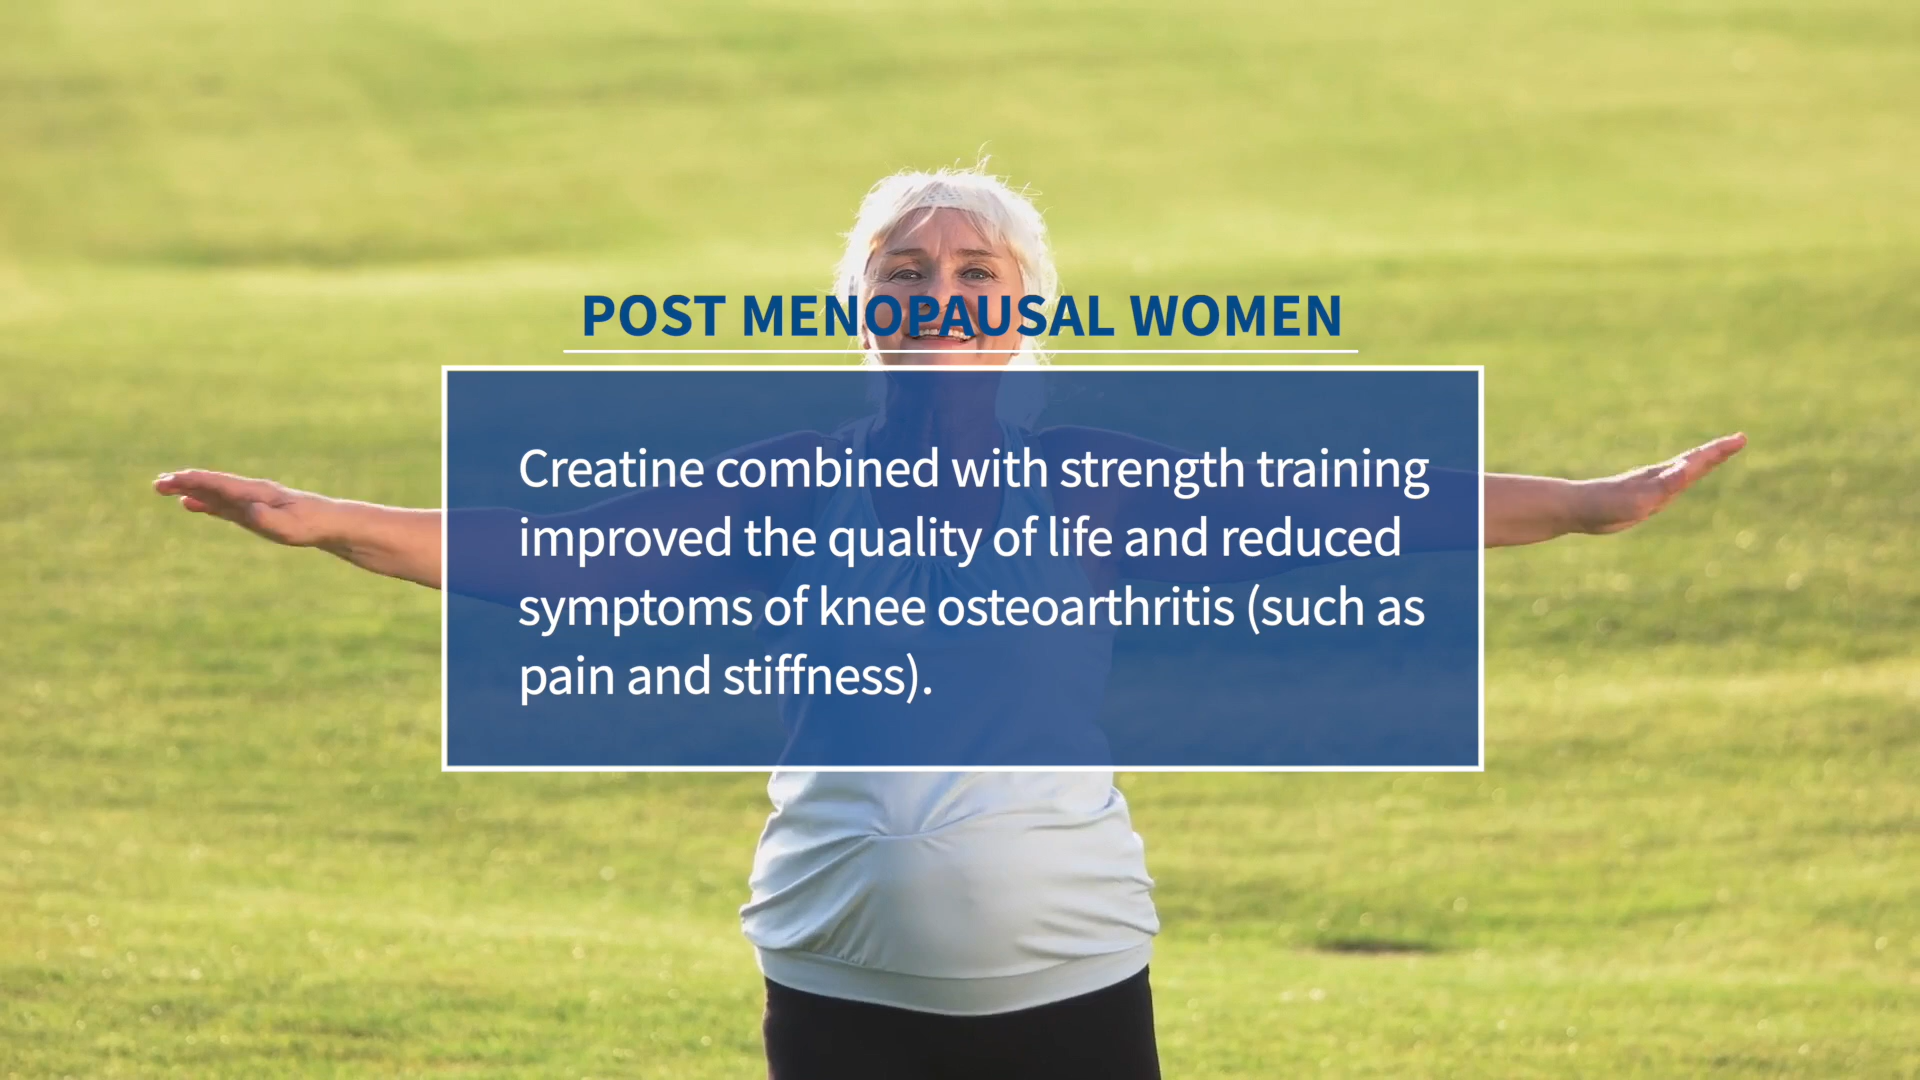 POST MENOPAUSAL WOMEN
Creatine combined with strength training
improved the quality of life and reduced
symptoms of knee osteoarthritis (such as
pain and stiffness).